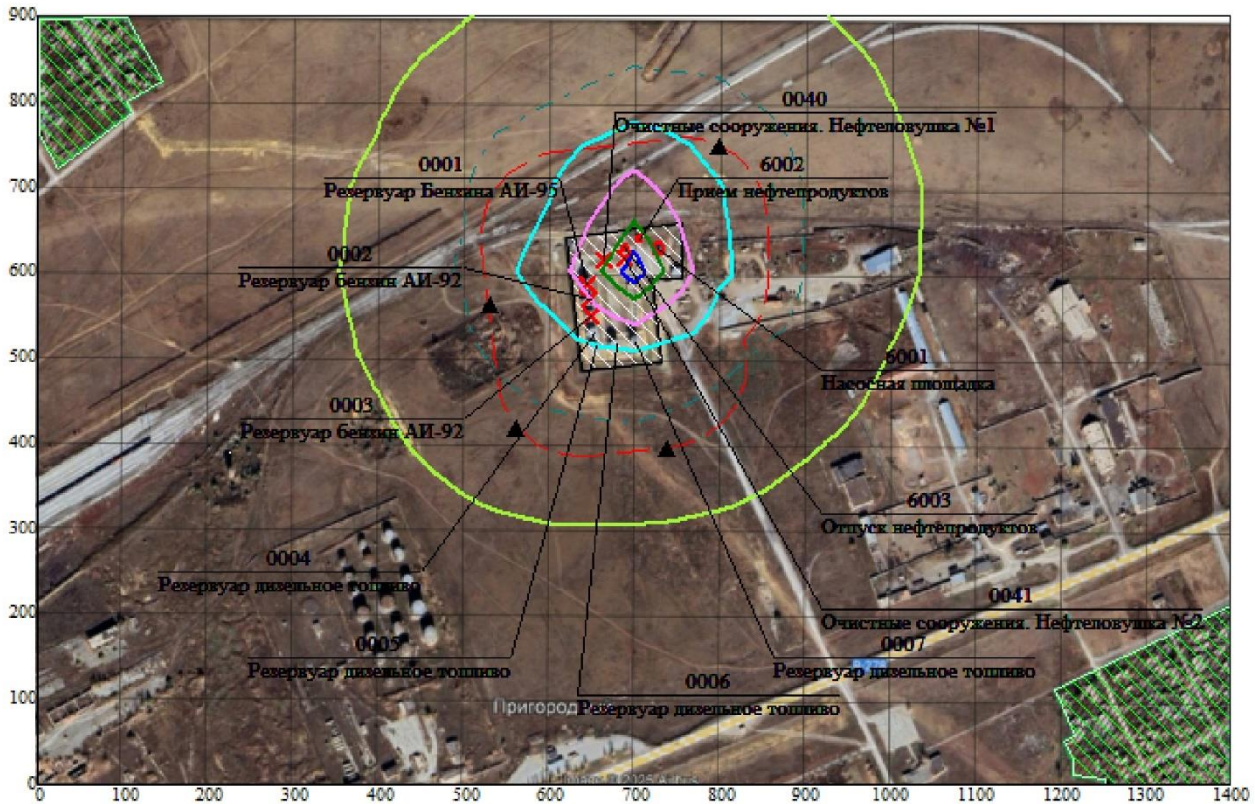 900
0040
Очистные сооружения. Нефтеловушка №1
800
0001
Резервуар Бензина АИ-95
6002
Прием нефтепродуктов
700
0002
Резервуар бензин АИ-92
600
6001
Насосная площадка
500
0003
Резервуар бензин АИ-92
400
6003
Отпуск нефтепродуктов
300
0004
Резервуар дизельное топливо
0041
Очистные сооружения. Нефтеловушка №2
200
0005
Резервуар дизельное топливо
0007
Резервуар дизельное топливо
0006
Резервуар дизельное топливо
100
Пригород
2025 Airbus
0
0 100 200 300 400 500 600 700 800 900 1000 1100 1200 1300 1400